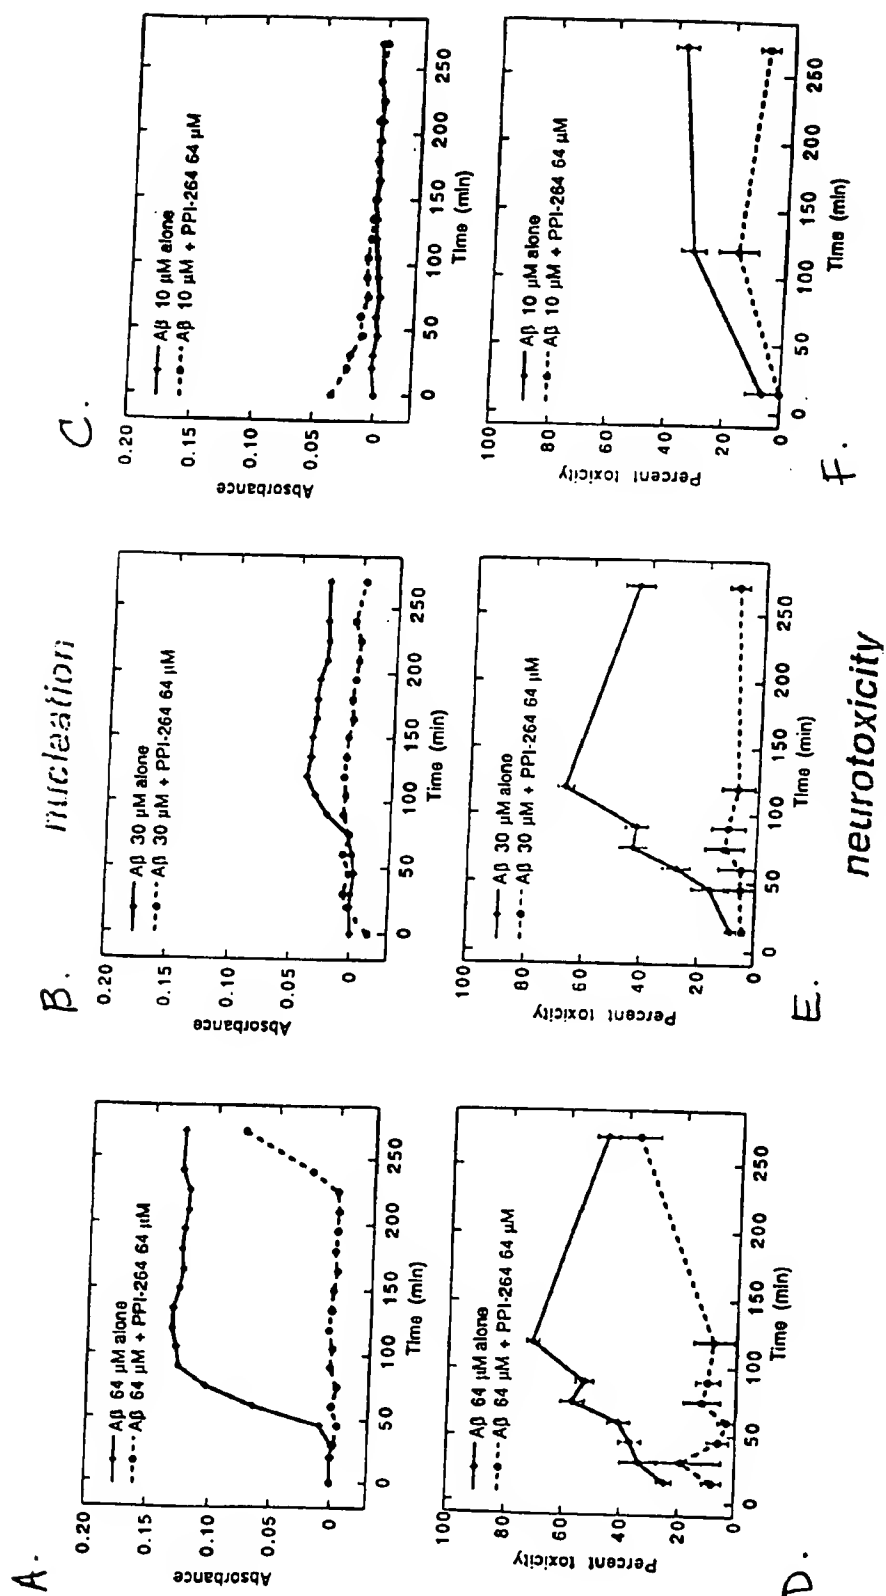 nucleation
A.
0.20
0.15
0.10
0.05
0
Absorbance
Aβ 64 µM alone
Aβ 64 µM + PPI-264 64 µM
0 50 100 150 200 250
Time (min)
B.
0.20
0.15
0.10
0.05
0
Absorbance
Aβ 30 µM alone
Aβ 30 µM + PPI-264 64 µM
0 50 100 150 200 250
Time (min)
C.
0.20
0.15
0.10
0.05
0
Absorbance
Aβ 10 µM alone
Aβ 10 µM + PPI-264 64 µM
0 50 100 150 200 250
Time (min)
D.
100
80
60
40
20
0
Percent toxicity
Aβ 64 µM alone
Aβ 64 µM + PPI-264 64 µM
0 50 100 150 200 250
Time (min)
E.
100
80
60
40
20
0
Percent toxicity
Aβ 30 µM alone
Aβ 30 µM + PPI-264 64 µM
0 50 100 150 200 250
Time (min)
F.
100
80
60
40
20
0
Percent toxicity
Aβ 10 µM alone
Aβ 10 µM + PPI-264 64 µM
0 50 100 150 200 250
Time (min)
neurotoxicity